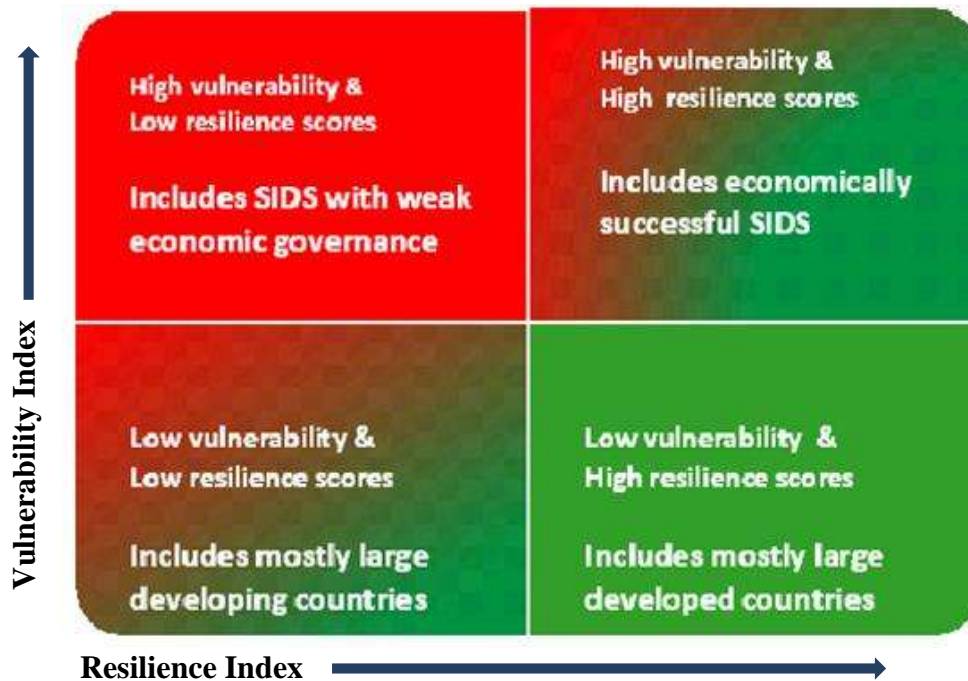 Vulnerability Index
High vulnerability &
Low resilience scores
Includes SIDS with weak
economic governance
High vulnerability &
High resilience scores
Includes economically
successful SIDS
Low vulnerability &
Low resilience scores
Includes mostly large
developing countries
Low vulnerability &
High resilience scores
Includes mostly large
developed countries
Resilience Index